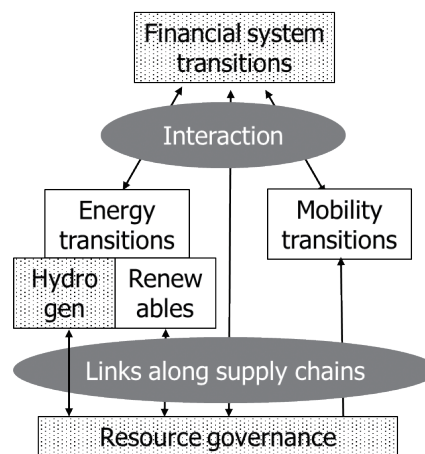 Financial system
transitions
Interaction
Energy
transitions
Mobility
transitions
Hydro
gen
Renew
ables
Links along supply chains
Resource governance